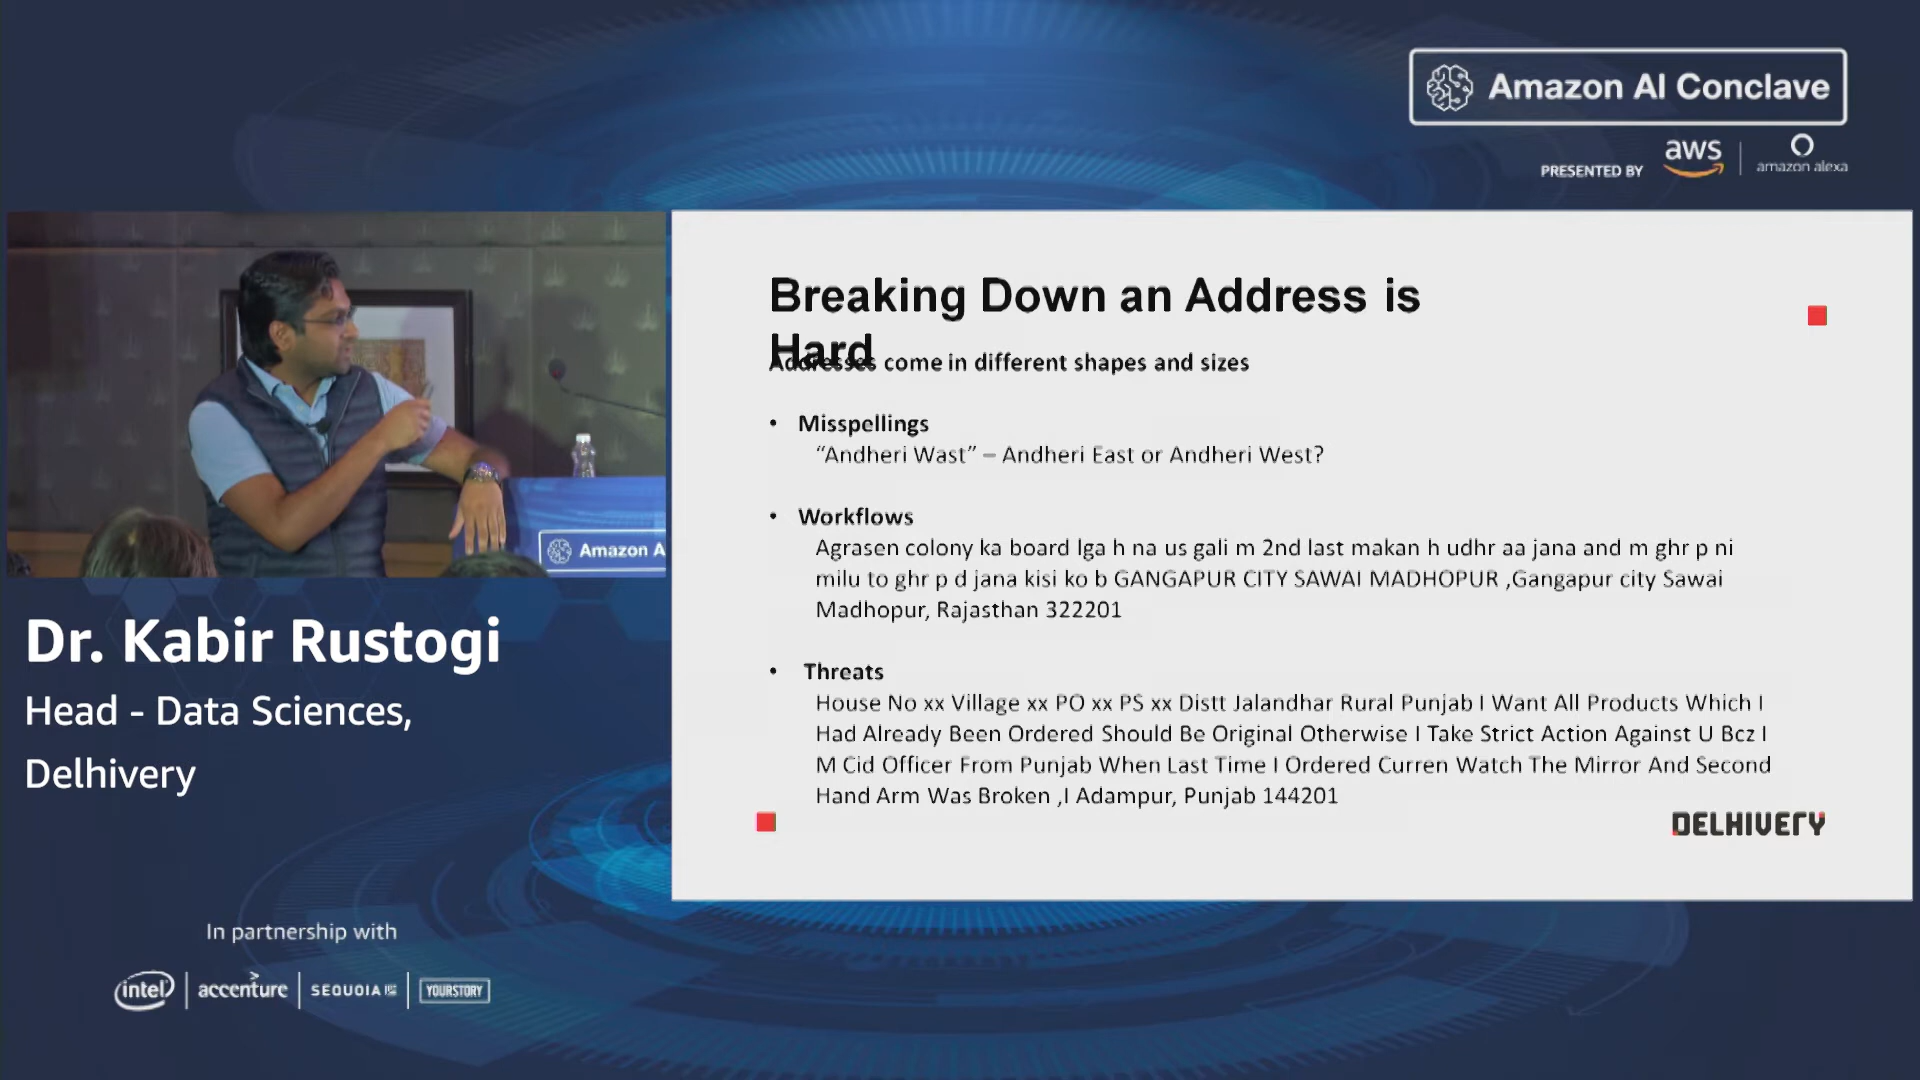 Amazon AI Conclave
PRESENTED BY
aws
amazon alexa
Amazon A
Dr. Kabir Rustogi
Head - Data Sciences,
Delhivery
In partnership with
intel
accenture
SEQUOIA
YOURSTORY
Breaking Down an Address is
Hard
Addresses come in different shapes and sizes
• Misspellings
“Andheri Wast” – Andheri East or Andheri West?
• Workflows
Agrasen colony ka board lga h na us gali m 2nd last makan h udhr aa jana and m ghr p ni
milu to ghr p d jana kisi ko b GANGAPUR CITY SAWAI MADHOPUR ,Gangapur city Sawai
Madhopur, Rajasthan 322201
• Threats
House No xx Village xx PO xx PS xx Distt Jalandhar Rural Punjab I Want All Products Which I
Had Already Been Ordered Should Be Original Otherwise I Take Strict Action Against U Bcz I
M Cid Officer From Punjab When Last Time I Ordered Curren Watch The Mirror And Second
Hand Arm Was Broken ,I Adampur, Punjab 144201
DELHIVERY